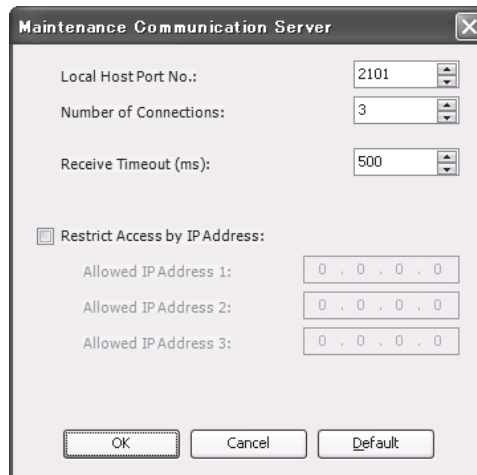 Maintenance Communication Server
Local Host Port No.: 2101
Number of Connections: 3
Receive Timeout (ms): 500
Restrict Access by IP Address:
Allowed IP Address 1: 0 . 0 . 0 . 0
Allowed IP Address 2: 0 . 0 . 0 . 0
Allowed IP Address 3: 0 . 0 . 0 . 0
OK Cancel Default